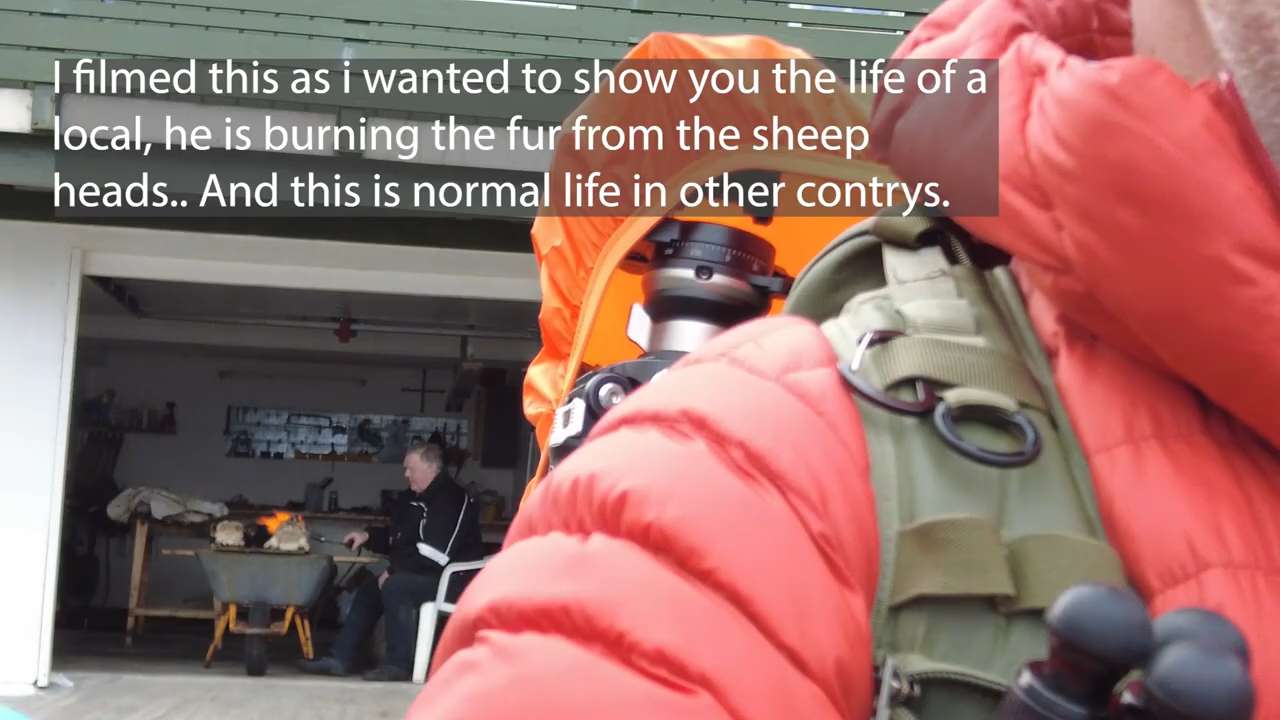 I filmed this as i wanted to show you the life of a
local, he is burning the fur from the sheep
heads.. And this is normal life in other contrys.